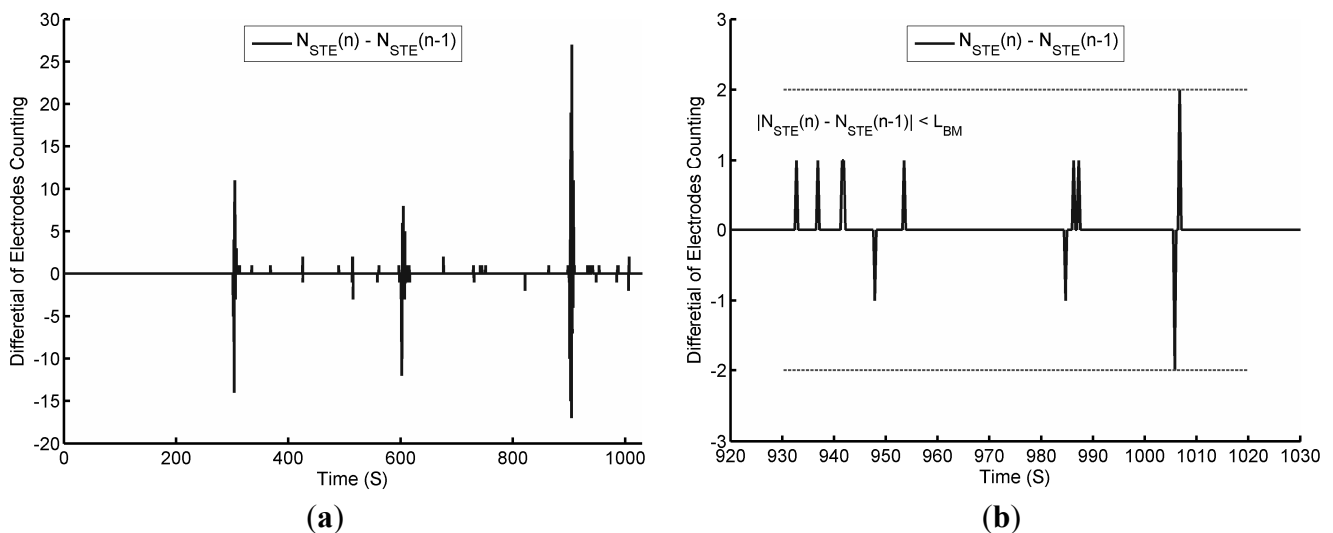 N_STE(n) - N_STE(n-1)
Differetial of Electrodes Counting
30
25
20
15
10
5
0
-5
-10
-15
-20
0 200 400 600 800 1000
Time (S)
(a)
N_STE(n) - N_STE(n-1)
|N_STE(n) - N_STE(n-1)| < L_BM
Differetial of Electrodes Counting
3
2
1
0
-1
-2
-3
920 930 940 950 960 970 980 990 1000 1010 1020 1030
Time (S)
(b)